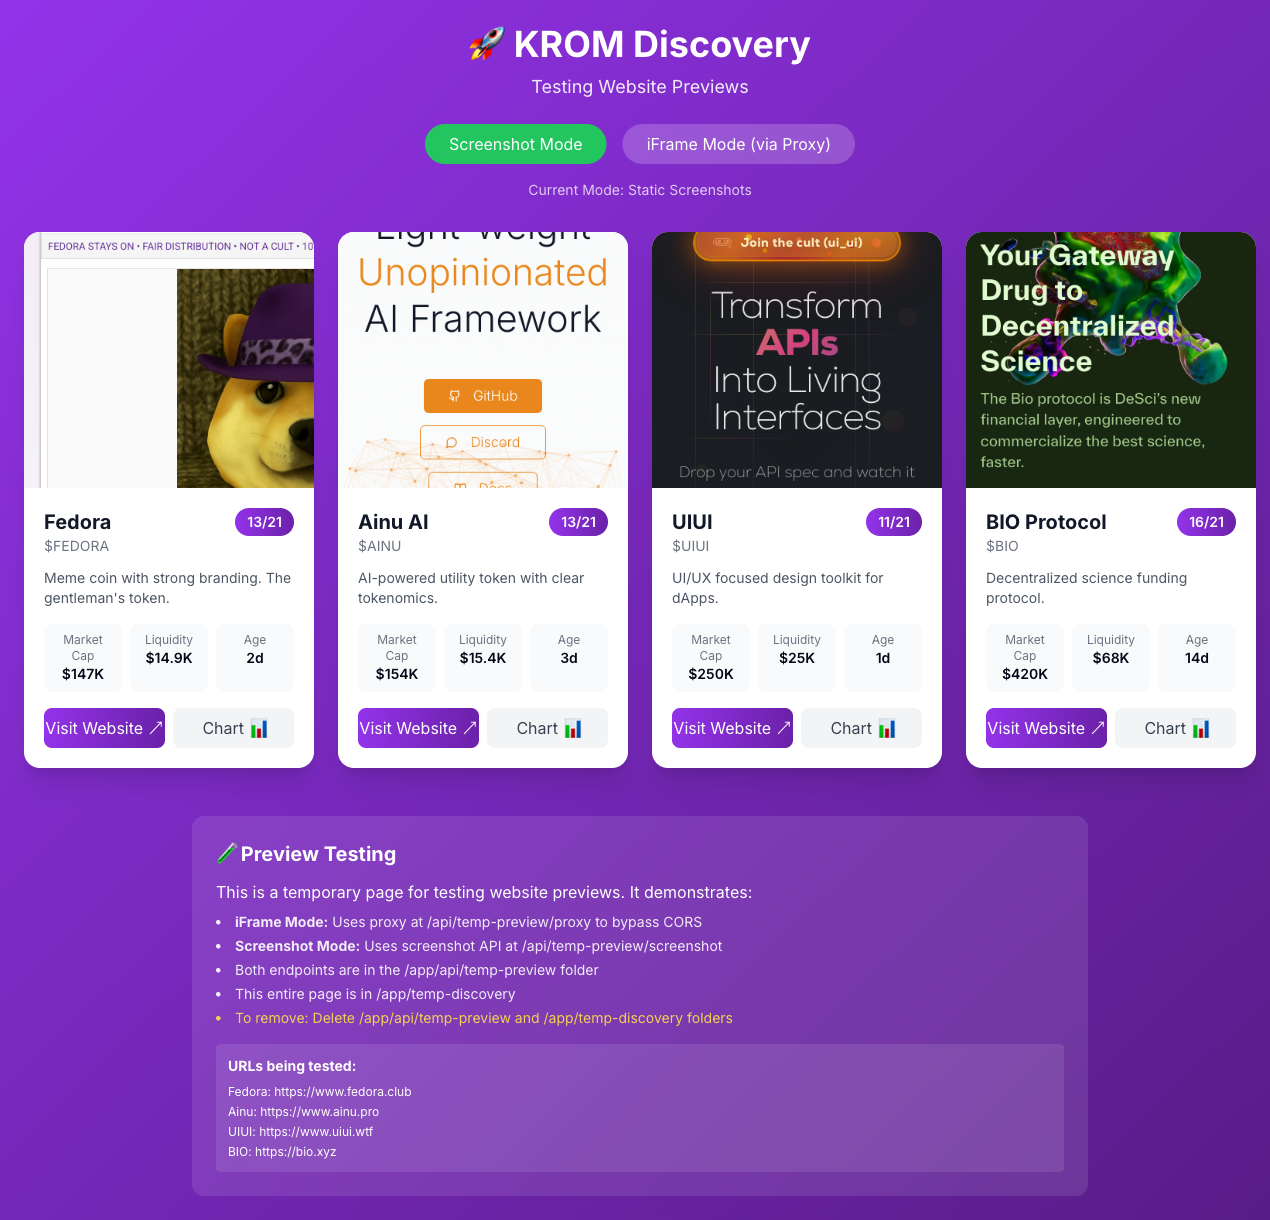 🚀 KROM Discovery
Testing Website Previews
Screenshot Mode
iFrame Mode (via Proxy)
Current Mode: Static Screenshots
FEDORA STAYS ON • FAIR DISTRIBUTION • NOT A CULT • 10
Fedora
13/21
$FEDORA
Meme coin with strong branding. The
gentleman's token.
Market
Cap
$147K
Liquidity
$14.9K
Age
2d
Visit Website ↗
Chart 📊
Light-Weight
Unopinionated
AI Framework
GitHub
Discord
Docs
Ainu AI
13/21
$AINU
AI-powered utility token with clear
tokenomics.
Market
Cap
$154K
Liquidity
$15.4K
Age
3d
Visit Website ↗
Chart 📊
Join the cult (ui_ui)
Transform
APIs
Into Living
Interfaces
Drop your API spec and watch it
UIUI
11/21
$UIUI
UI/UX focused design toolkit for
dApps.
Market
Cap
$250K
Liquidity
$25K
Age
1d
Visit Website ↗
Chart 📊
Your Gateway
Drug to
Decentralized
Science
The Bio protocol is DeSci's new
financial layer, engineered to
commercialize the best science,
faster.
BIO Protocol
16/21
$BIO
Decentralized science funding
protocol.
Market
Cap
$420K
Liquidity
$68K
Age
14d
Visit Website ↗
Chart 📊
🧪 Preview Testing
This is a temporary page for testing website previews. It demonstrates:
• iFrame Mode: Uses proxy at /api/temp-preview/proxy to bypass CORS
• Screenshot Mode: Uses screenshot API at /api/temp-preview/screenshot
• Both endpoints are in the /app/api/temp-preview folder
• This entire page is in /app/temp-discovery
• To remove: Delete /app/api/temp-preview and /app/temp-discovery folders
URLs being tested:
Fedora: https://www.fedora.club
Ainu: https://www.ainu.pro
UIUI: https://www.uiui.wtf
BIO: https://bio.xyz